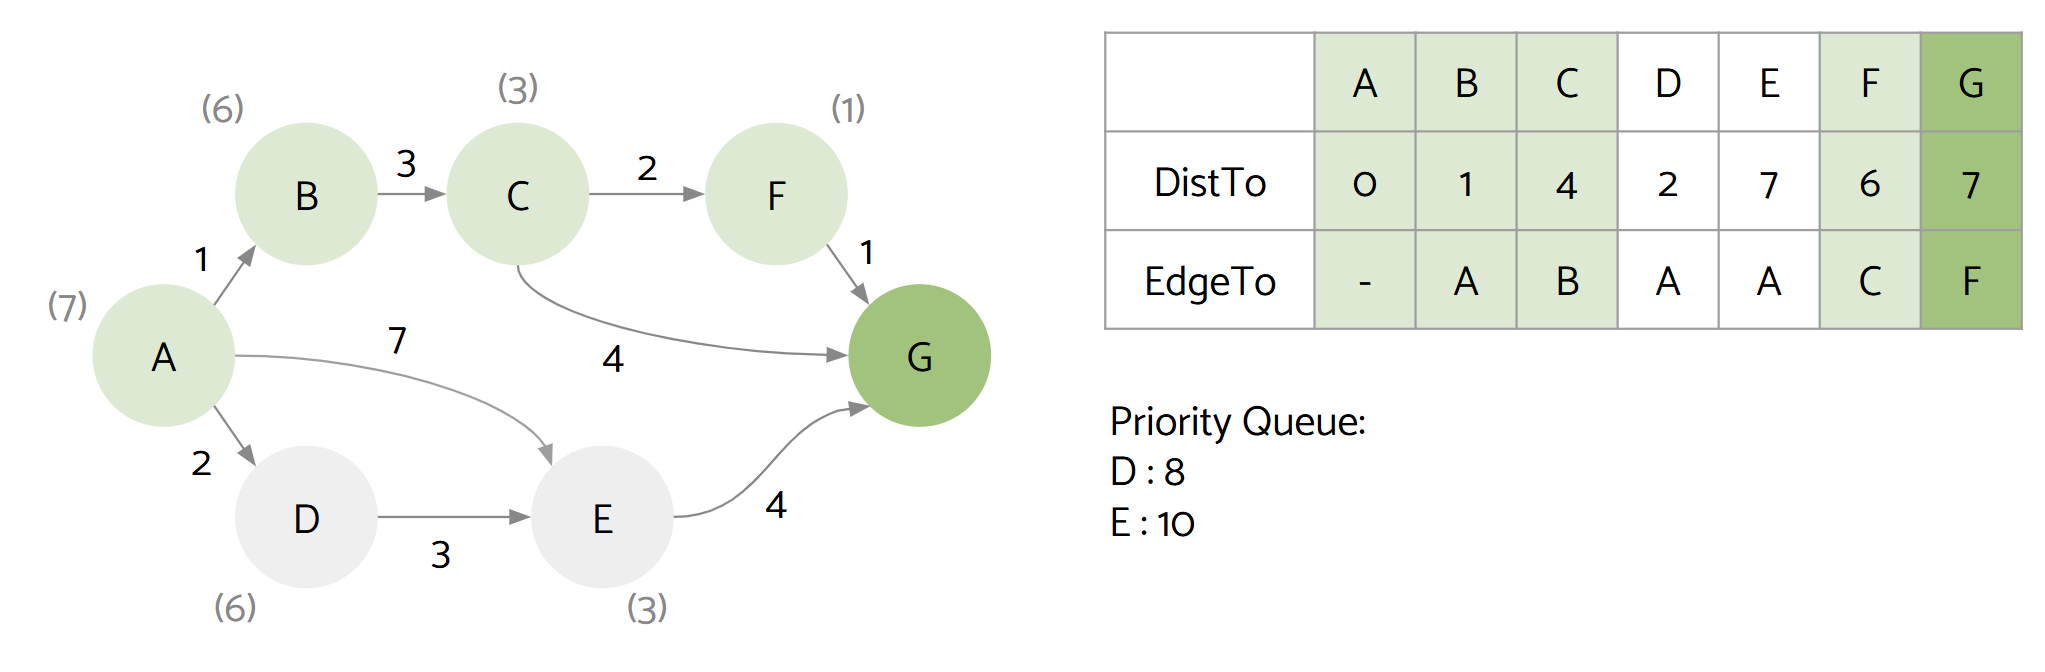 (3)
(6)
(1)
3
2
B
C
F
1
1
(7)
7
A
4
G
2
4
D
E
3
(6)
(3)
A B C D E F G
DistTo 0 1 4 2 7 6 7
EdgeTo - A B A A C F
Priority Queue:
D : 8
E : 10